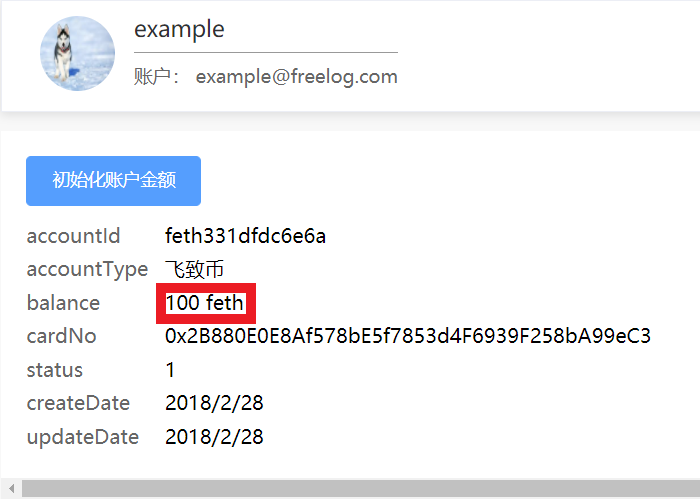 example
账户： example@freelog.com
初始化账户金额
accountId feth331dfdc6e6a
accountType 飞致币
balance 100 feth
cardNo 0x2B880E0E8Af578bE5f7853d4F6939F258bA99eC3
status 1
createDate 2018/2/28
updateDate 2018/2/28